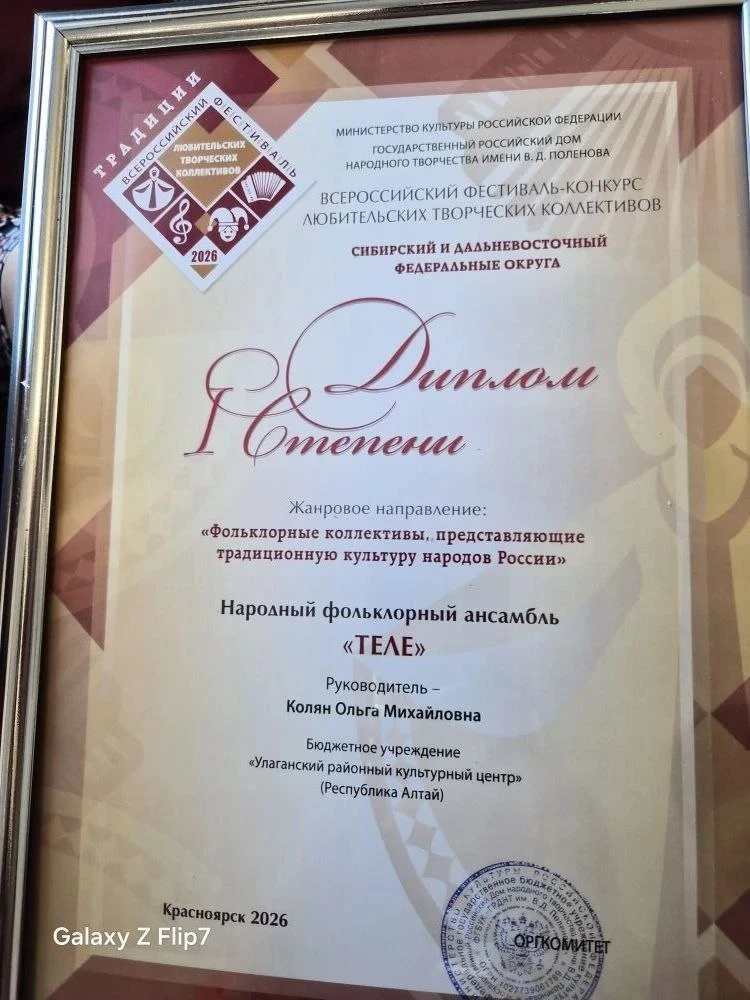 ТРАДИЦИИ
ВСЕРОССИЙСКИЙ ФЕСТИВАЛЬ
ЛЮБИТЕЛЬСКИХ
ТВОРЧЕСКИХ
КОЛЛЕКТИВОВ
2026
МИНИСТЕРСТВО КУЛЬТУРЫ РОССИЙСКОЙ ФЕДЕРАЦИИ
ГОСУДАРСТВЕННЫЙ РОССИЙСКИЙ ДОМ
НАРОДНОГО ТВОРЧЕСТВА ИМЕНИ В. Д. ПОЛЕНОВА
ВСЕРОССИЙСКИЙ ФЕСТИВАЛЬ-КОНКУРС
ЛЮБИТЕЛЬСКИХ ТВОРЧЕСКИХ КОЛЛЕКТИВОВ
СИБИРСКИЙ И ДАЛЬНЕВОСТОЧНЫЙ
ФЕДЕРАЛЬНЫЕ ОКРУГА
Диплом
I Степени
Жанровое направление:
«Фольклорные коллективы, представляющие
традиционную культуру народов России»
Народный фольклорный ансамбль
«ТЕЛЕ»
Руководитель –
Колян Ольга Михайловна
Бюджетное учреждение
«Улаганский районный культурный центр»
(Республика Алтай)
Красноярск 2026
ОРГКОМИТЕТ
Galaxy Z Flip7